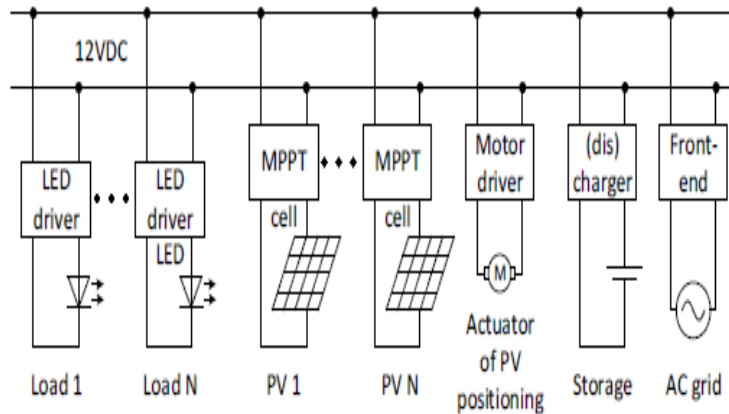 12VDC
LED
driver
LED
driver
MPPT
MPPT
Motor
driver
(dis)
charger
Front-
end
LED
cell
cell
M
Load 1
Load N
PV 1
PV N
Actuator
of PV
positioning
Storage
AC grid